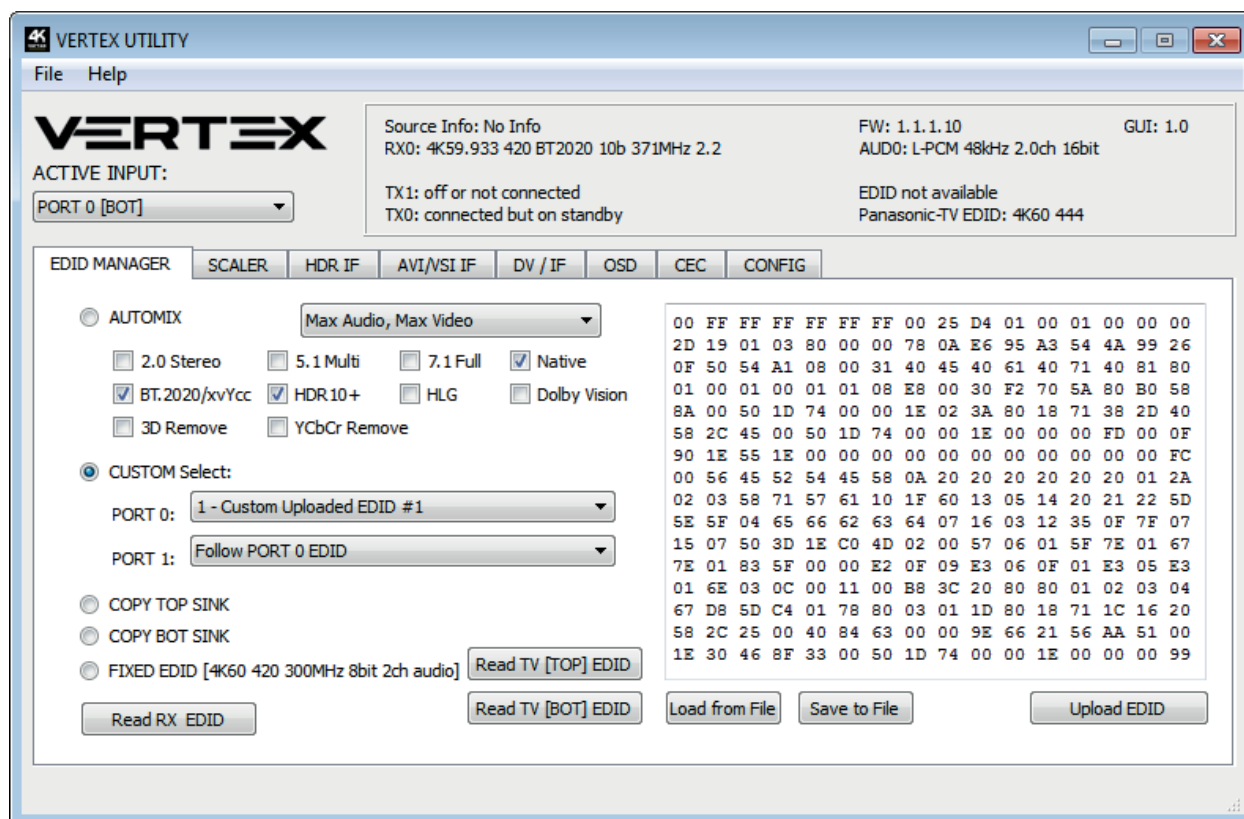 4K
VERTEX UTILITY
File Help
VERTEX
ACTIVE INPUT:
PORT 0 [BOT]
Source Info: No Info
RX0: 4K59.933 420 BT2020 10b 371MHz 2.2
TX1: off or not connected
TX0: connected but on standby
FW: 1.1.1.10 GUI: 1.0
AUD0: L-PCM 48kHz 2.0ch 16bit
EDID not available
Panasonic-TV EDID: 4K60 444
EDID MANAGER SCALER HDR IF AVI/VSI IF DV / IF OSD CEC CONFIG
AUTOMIX Max Audio, Max Video
2.0 Stereo 5.1 Multi 7.1 Full Native
BT.2020/xvYcc HDR10+ HLG Dolby Vision
3D Remove YCbCr Remove
CUSTOM Select:
PORT 0: 1 - Custom Uploaded EDID #1
PORT 1: Follow PORT 0 EDID
COPY TOP SINK
COPY BOT SINK
FIXED EDID [4K60 420 300MHz 8bit 2ch audio] Read TV [TOP] EDID
Read RX EDID Read TV [BOT] EDID
00 FF FF FF FF FF FF 00 25 D4 01 00 01 00 00 00
2D 19 01 03 80 00 00 78 0A E6 95 A3 54 4A 99 26
0F 50 54 A1 08 00 31 40 45 40 61 40 71 40 81 80
01 00 01 00 01 01 08 E8 00 30 F2 70 5A 80 B0 58
8A 00 50 1D 74 00 00 1E 02 3A 80 18 71 38 2D 40
58 2C 45 00 50 1D 74 00 00 1E 00 00 00 FD 00 0F
90 1E 55 1E 00 00 00 00 00 00 00 00 00 00 00 FC
00 56 45 52 54 45 58 0A 20 20 20 20 20 20 01 2A
02 03 58 71 57 61 10 1F 60 13 05 14 20 21 22 5D
5E 5F 04 65 66 62 63 64 07 16 03 12 35 0F 7F 07
15 07 50 3D 1E C0 4D 02 00 57 06 01 5F 7E 01 67
7E 01 83 5F 00 00 E2 0F 09 E3 06 0F 01 E3 05 E3
01 6E 03 0C 00 11 00 B8 3C 20 80 80 01 02 03 04
67 D8 5D C4 01 78 80 03 01 1D 80 18 71 1C 16 20
58 2C 25 00 40 84 63 00 00 9E 66 21 56 AA 51 00
1E 30 46 8F 33 00 50 1D 74 00 00 1E 00 00 00 99
Load from File Save to File Upload EDID